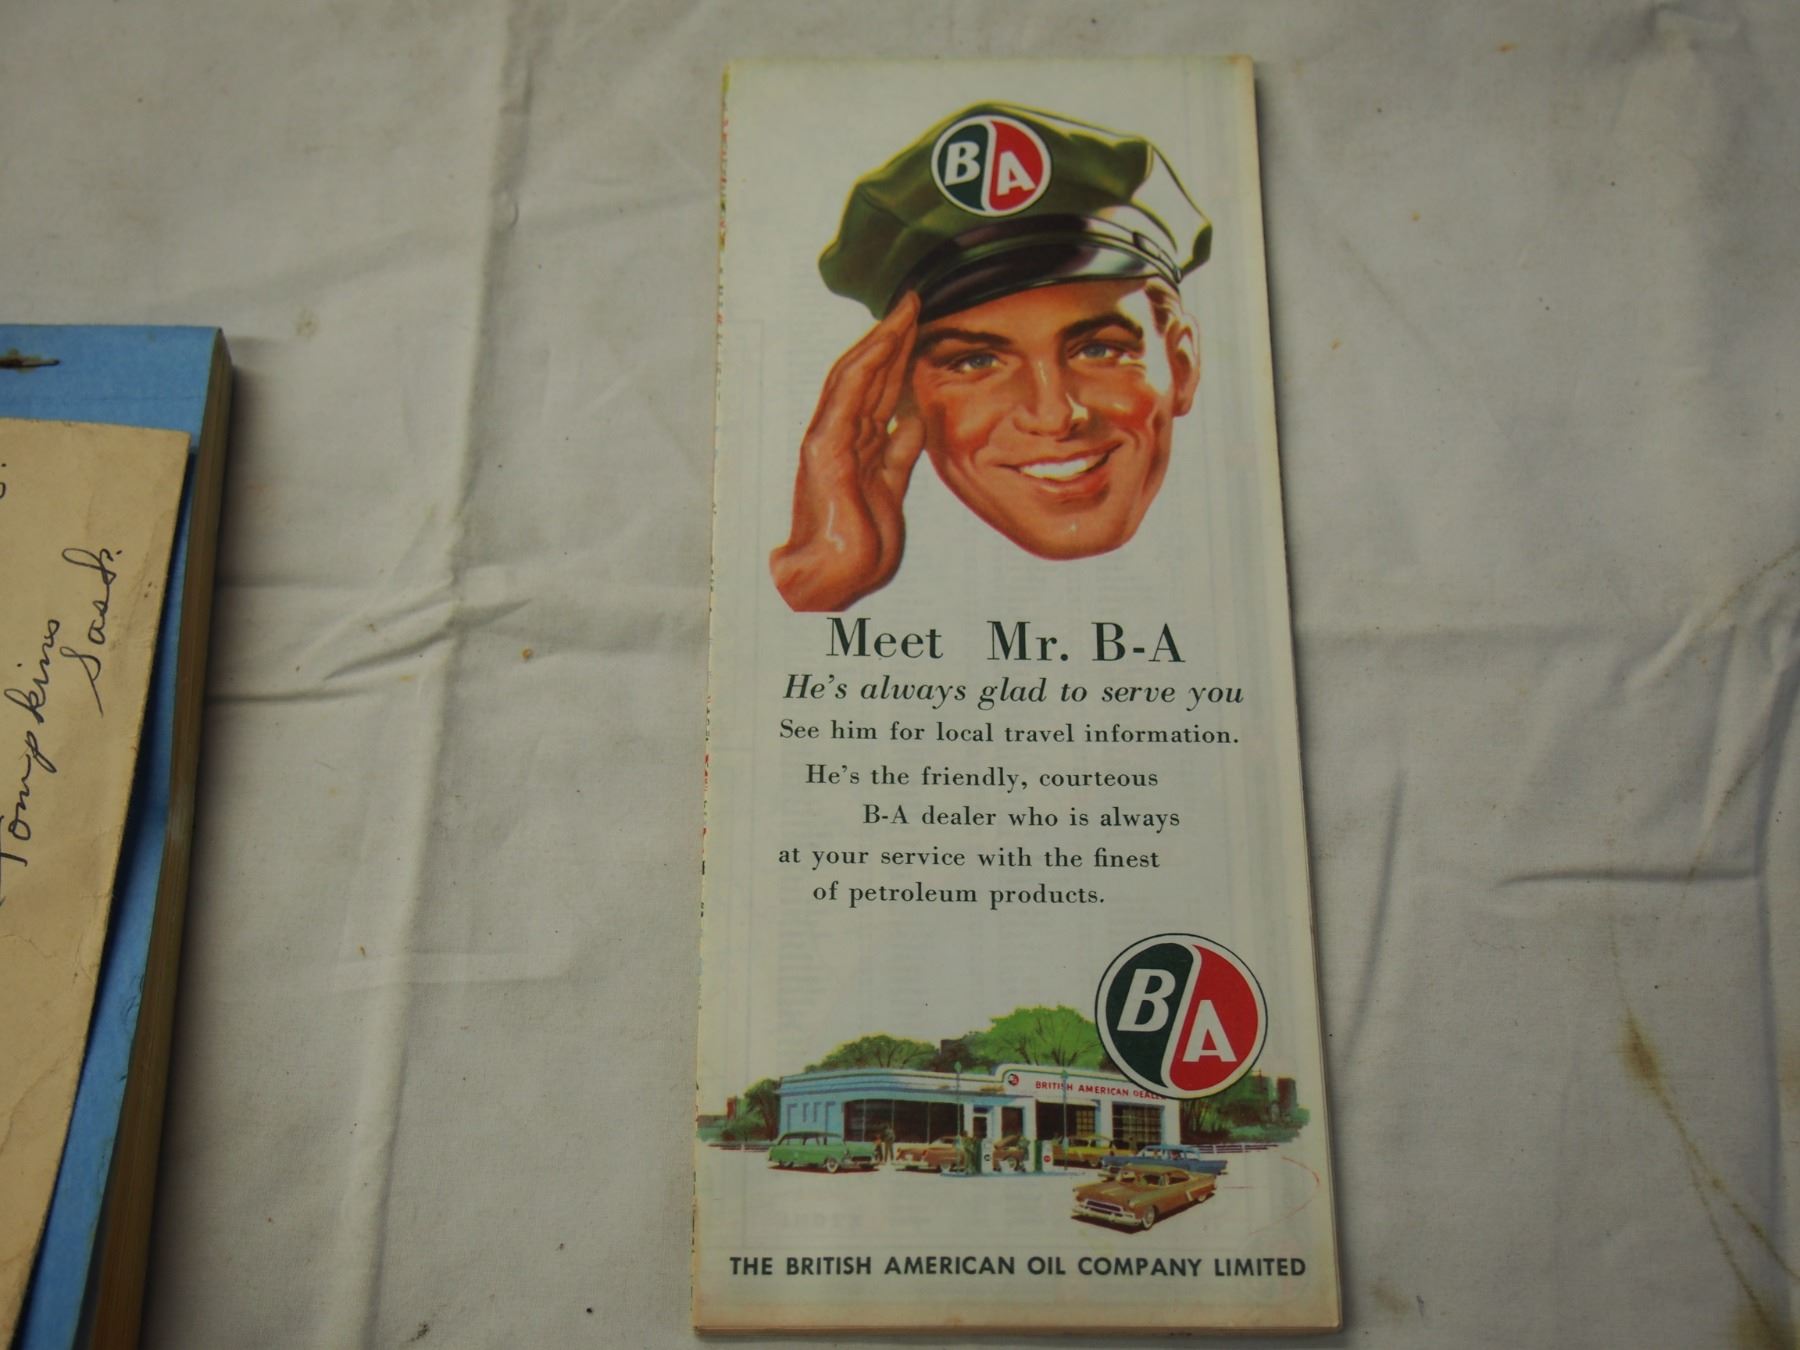 Tompkins
Sask.
B A
Meet Mr. B-A
He's always glad to serve you
See him for local travel information.
He's the friendly, courteous
B-A dealer who is always
at your service with the finest
of petroleum products.
B A
BRITISH AMERICAN DEALER
THE BRITISH AMERICAN OIL COMPANY LIMITED